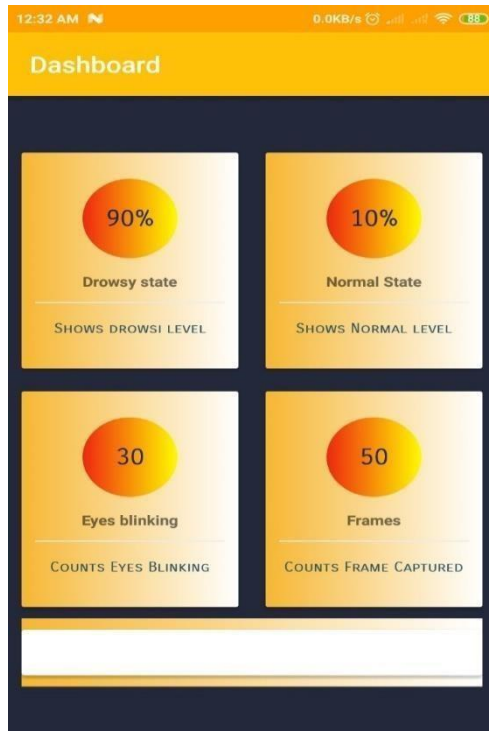 12:32 AM 0.0KB/s 88
Dashboard
90% 10%
Drowsy state Normal State
SHOWS DROWSI LEVEL SHOWS NORMAL LEVEL
30 50
Eyes blinking Frames
COUNTS EYES BLINKING COUNTS FRAME CAPTURED